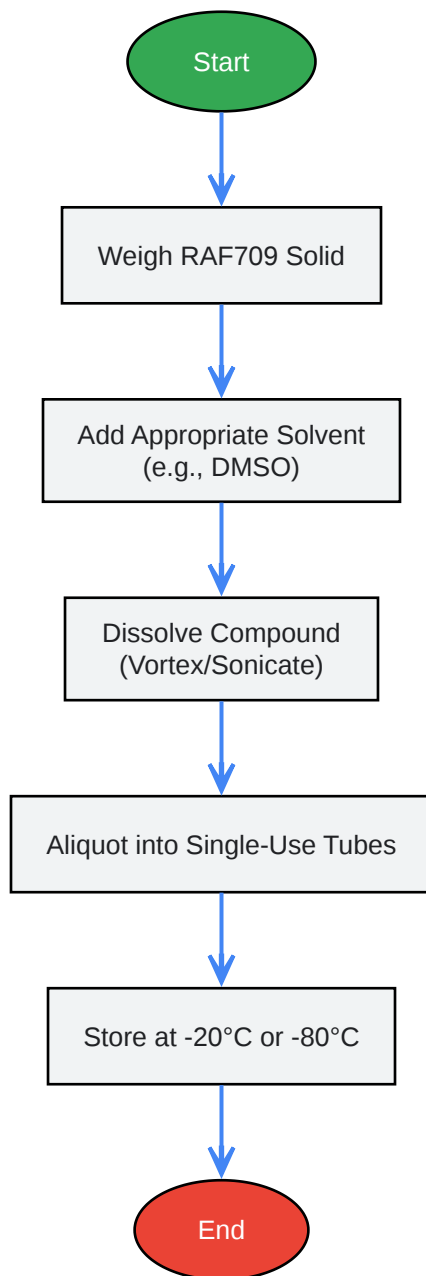 Start
Weigh RAF709 Solid
Add Appropriate Solvent
(e.g., DMSO)
Dissolve Compound
(Vortex/Sonicate)
Aliquot into Single-Use Tubes
Store at -20°C or -80°C
End